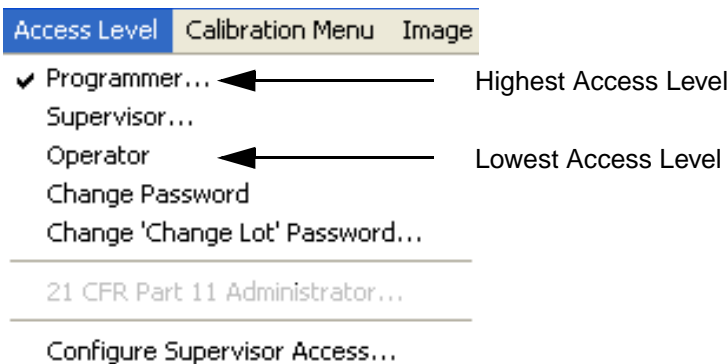 Access Level Calibration Menu Image
Programmer... Highest Access Level
Supervisor...
Operator Lowest Access Level
Change Password
Change 'Change Lot' Password...
21 CFR Part 11 Administrator...
Configure Supervisor Access...